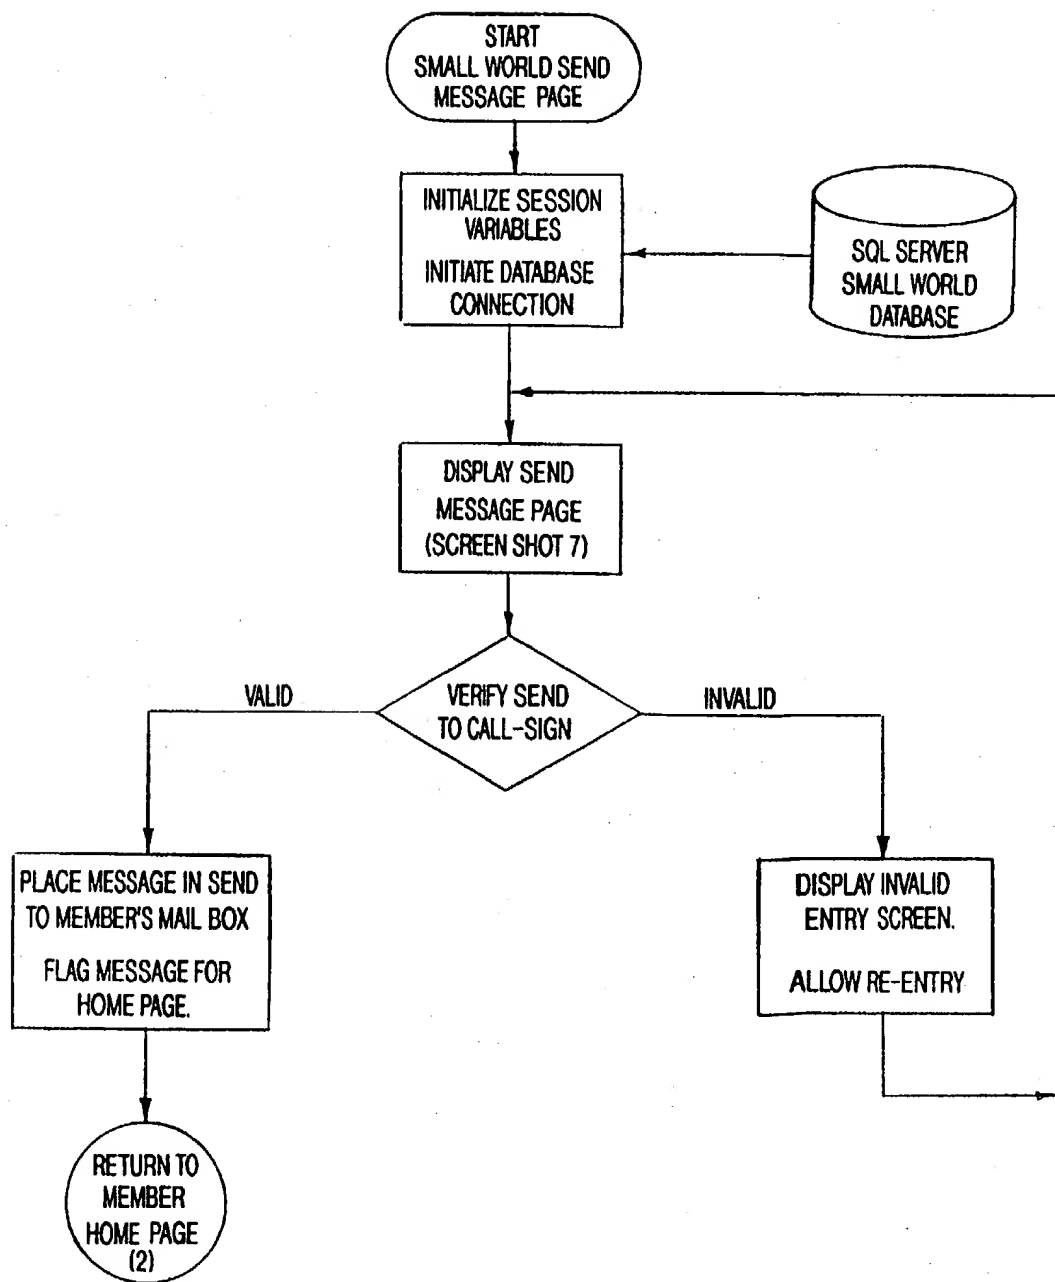 START
SMALL WORLD SEND
MESSAGE PAGE
INITIALIZE SESSION
VARIABLES
INITIATE DATABASE
CONNECTION
SQL SERVER
SMALL WORLD
DATABASE
DISPLAY SEND
MESSAGE PAGE
(SCREEN SHOT 7)
VERIFY SEND
TO CALL-SIGN
VALID
INVALID
PLACE MESSAGE IN SEND
TO MEMBER'S MAIL BOX
FLAG MESSAGE FOR
HOME PAGE.
DISPLAY INVALID
ENTRY SCREEN.
ALLOW RE-ENTRY
RETURN TO
MEMBER
HOME PAGE
(2)